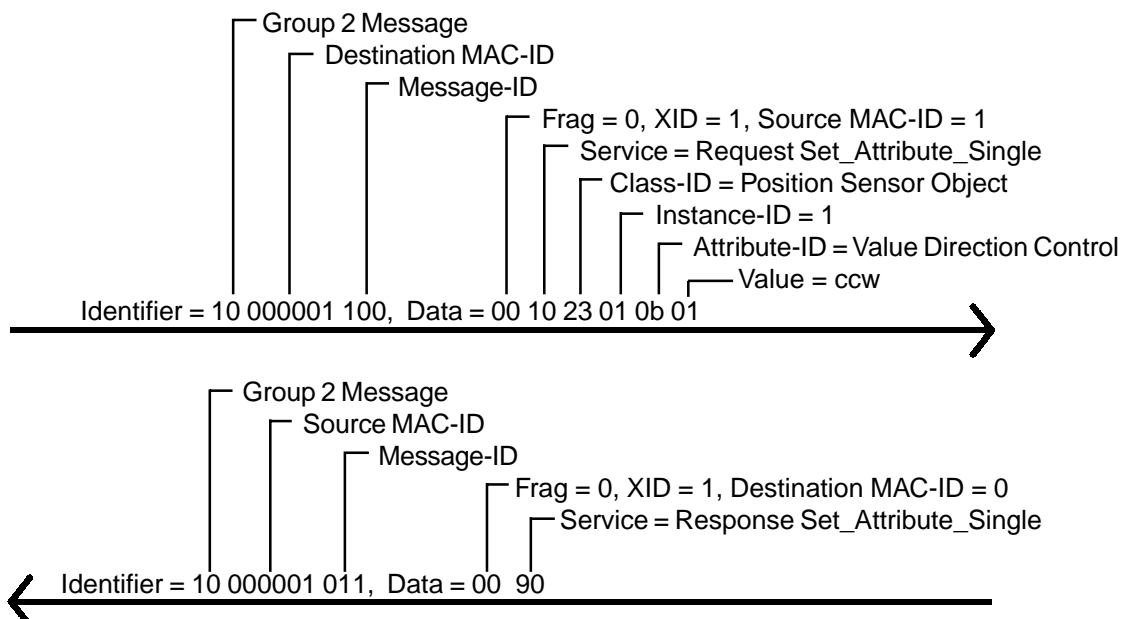 Group 2 Message
Destination MAC-ID
Message-ID
Frag = 0, XID = 1, Source MAC-ID = 1
Service = Request Set_Attribute_Single
Class-ID = Position Sensor Object
Instance-ID = 1
Attribute-ID = Value Direction Control
Value = ccw
Identifier = 10 000001 100, Data = 00 10 23 01 0b 01
Group 2 Message
Source MAC-ID
Message-ID
Frag = 0, XID = 1, Destination MAC-ID = 0
Service = Response Set_Attribute_Single
Identifier = 10 000001 011, Data = 00 90